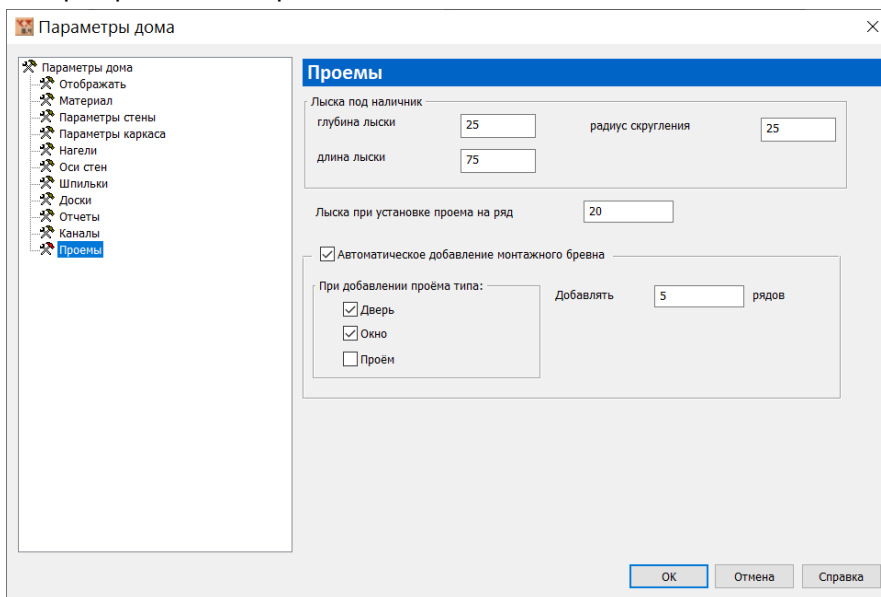 Параметры дома
Параметры дома
Отображать
Материал
Параметры стены
Параметры каркаса
Нагели
Оси стен
Шпильки
Доски
Отчеты
Каналы
Проемы
Проемы
Лыска под наличник
глубина лыски 25 радиус скругления 25
длина лыски 75
Лыска при установке проема на ряд 20
Автоматическое добавление монтажного бревна
При добавлении проёма типа:
Добавлять 5 рядов
Дверь
Окно
Проём
ОК Отмена Справка